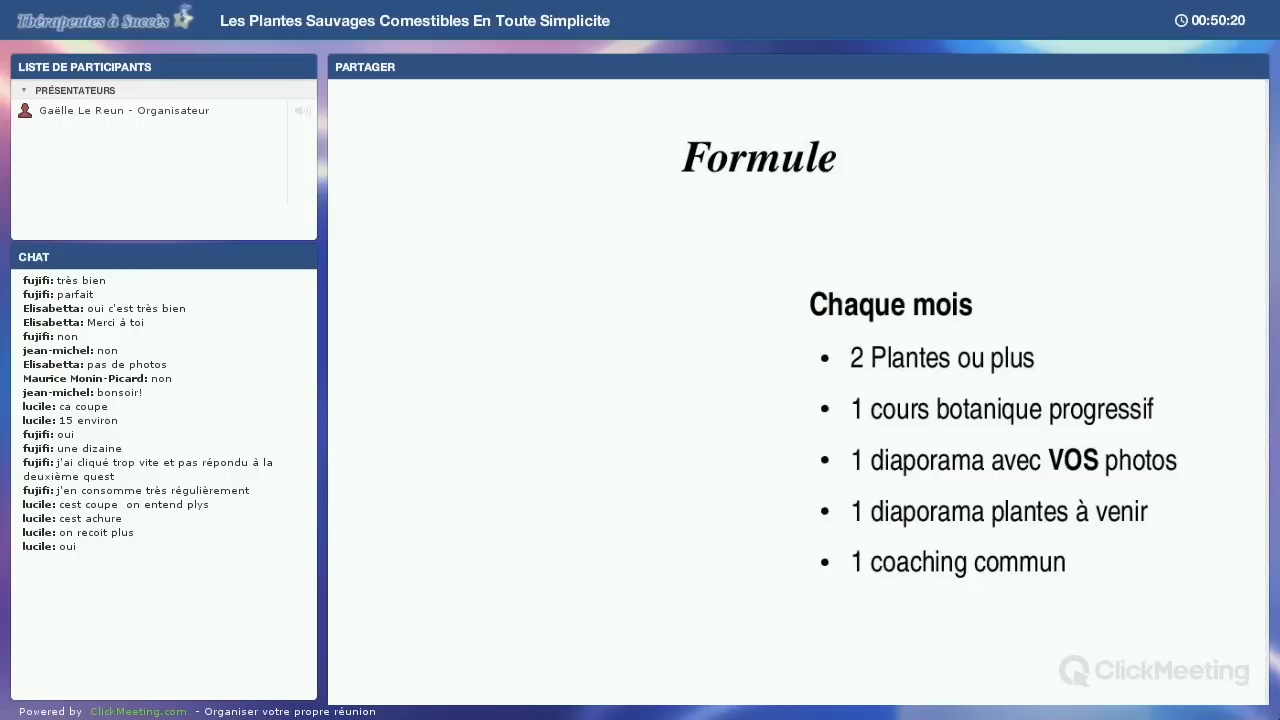 Thérapeutes à Succès
Les Plantes Sauvages Comestibles En Toute Simplicite
00:50:20
LISTE DE PARTICIPANTS
PRÉSENTATEURS
Gaëlle Le Reun - Organisateur
CHAT
fujifi: très bien
fujifi: parfait
Elisabetta: oui c'est très bien
Elisabetta: Merci à toi
fujifi: non
jean-michel: non
Elisabetta: pas de photos
Maurice Monin-Picard: non
jean-michel: bonsoir!
lucile: ca coupe
lucile: 15 environ
fujifi: oui
fujifi: une dizaine
fujifi: j'ai cliqué trop vite et pas répondu à la
deuxième quest
fujifi: j'en consomme très régulièrement
lucile: cest coupe on entend plys
lucile: cest achure
lucile: on recoit plus
lucile: oui
PARTAGER
Formule
Chaque mois
• 2 Plantes ou plus
• 1 cours botanique progressif
• 1 diaporama avec VOS photos
• 1 diaporama plantes à venir
• 1 coaching commun
ClickMeeting
Powered by ClickMeeting.com - Organiser votre propre réunion